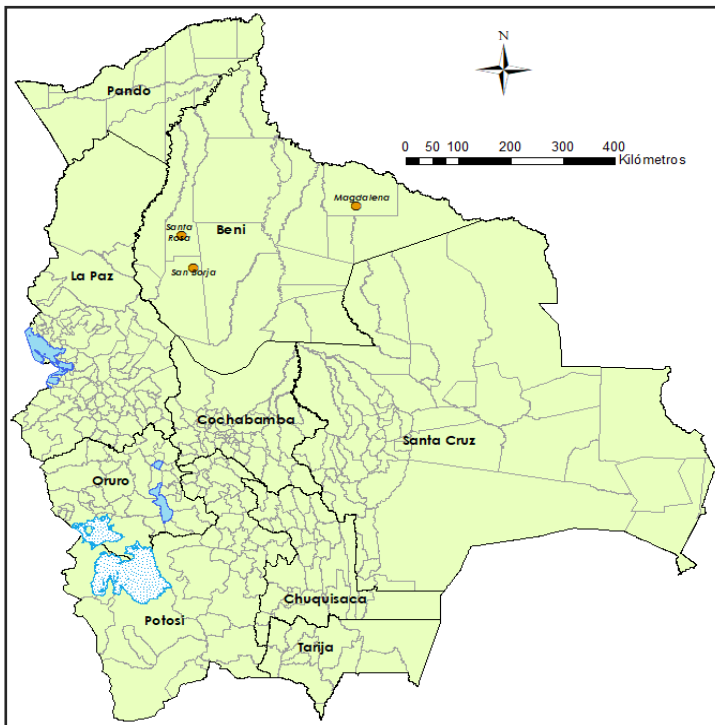 N
Pando
0 50 100 200 300 400
Kilómetros
Magdalena
Santa
Rosa
Beni
San Borja
La Paz
Cochabamba
Santa Cruz
Oruro
Chuquisaca
Potosi
Tarija